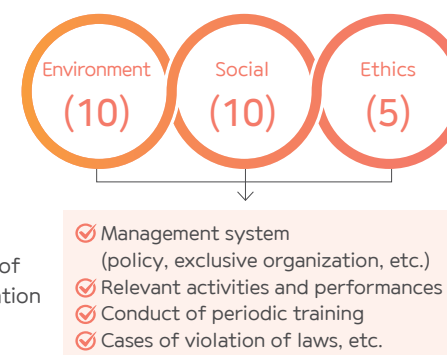 Environment
(10)
Social
(10)
Ethics
(5)
Management system
(policy, exclusive organization, etc.)
of
Relevant activities and performances
Conduct of periodic training
Cases of violation of laws, etc.